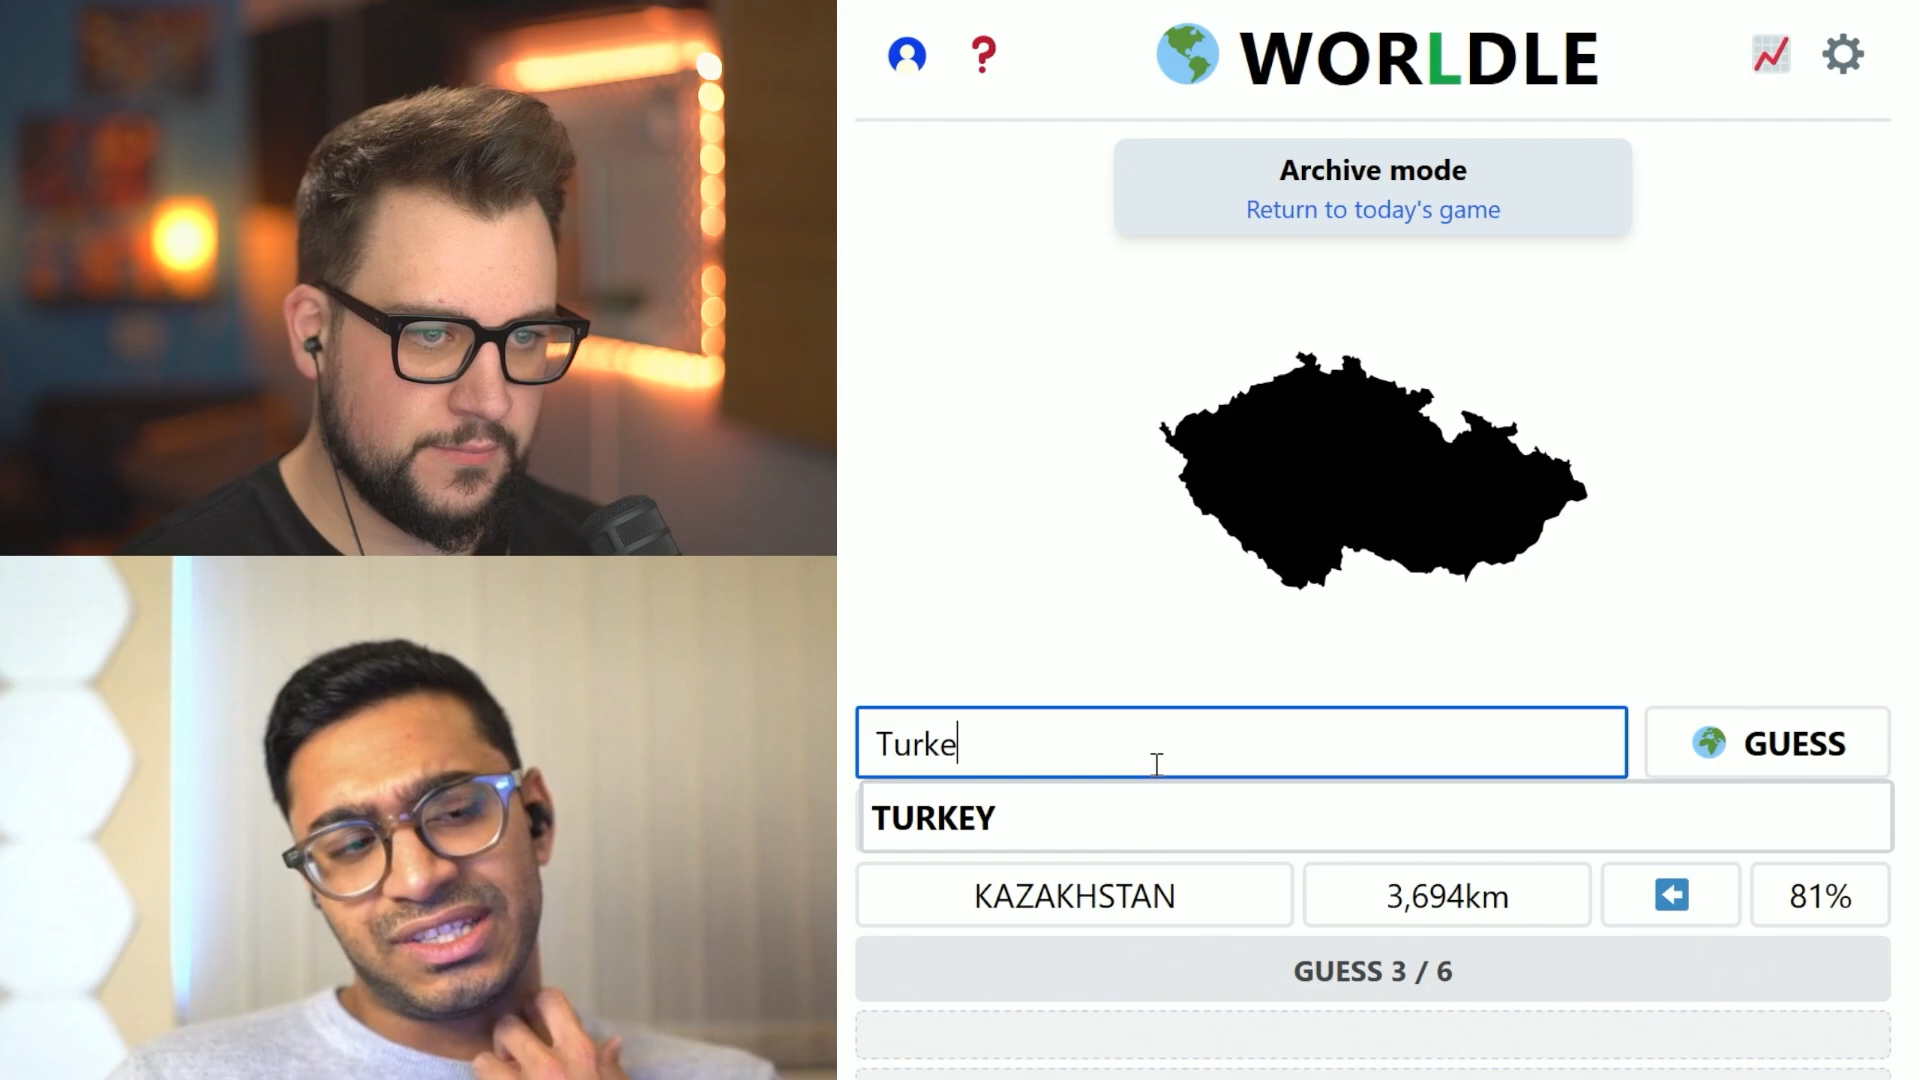 ?
WORLDLE
Archive mode
Return to today's game
Turke
GUESS
TURKEY
KAZAKHSTAN 3,694km 81%
GUESS 3 / 6